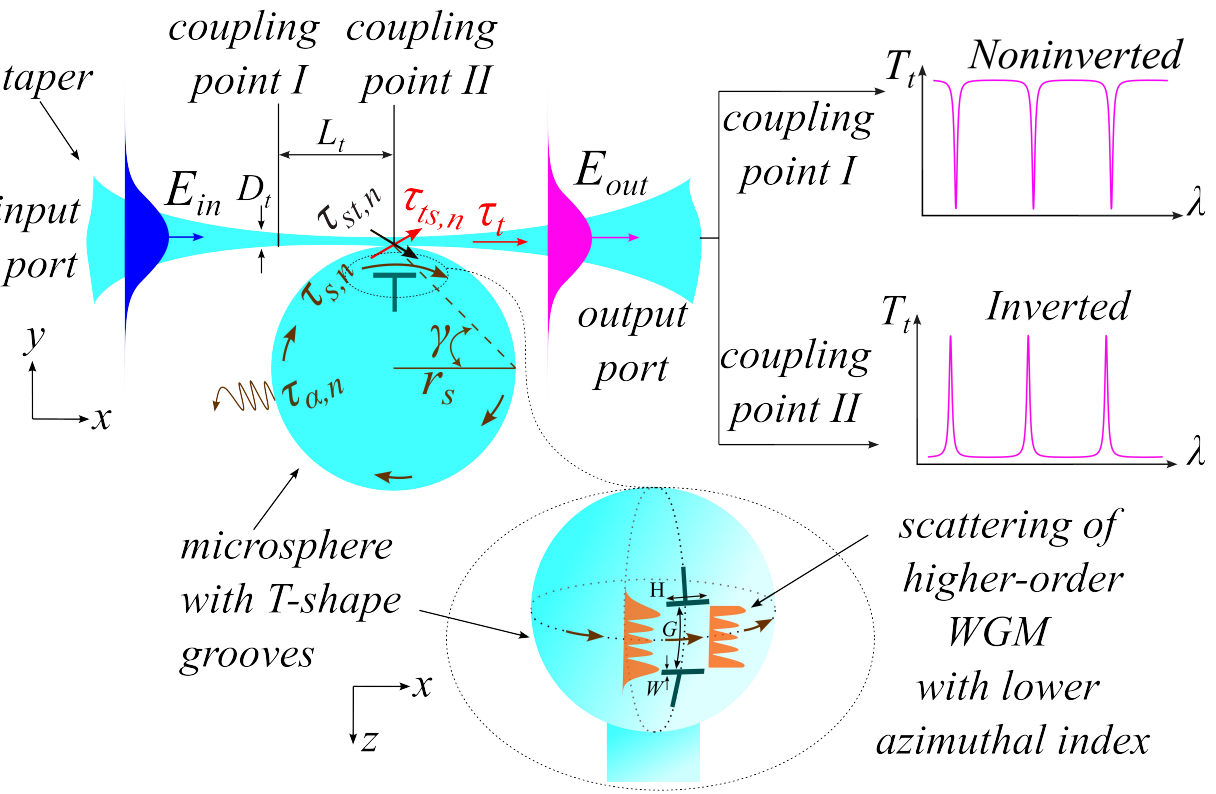 coupling point I
coupling point II
taper
L_t
input port
E_in
D_t
τ_st,n
τ_ts,n
τ_t
E_out
output port
τ_s,n
γ
r_s
τ_α,n
y
x
coupling point I
T_t
Noninverted
λ
coupling point II
T_t
Inverted
λ
microsphere
with T-shape
grooves
x
z
H
G
W
scattering of
higher-order
WGM
with lower
azimuthal index